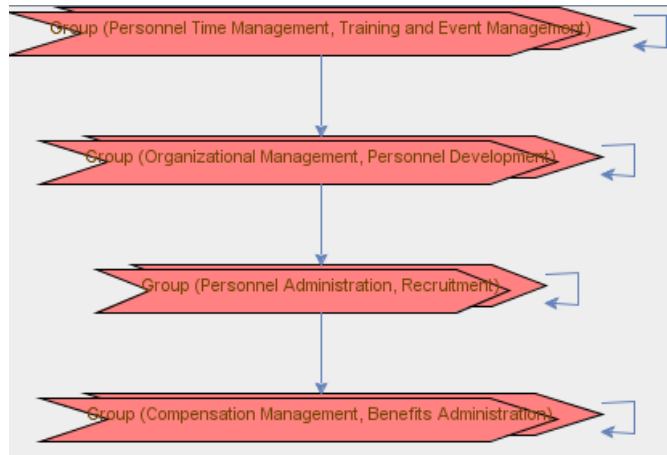 Group (Personnel Time Management, Training and Event Management)
Group (Organizational Management, Personnel Development)
Group (Personnel Administration, Recruitment)
Group (Compensation Management, Benefits Administration)